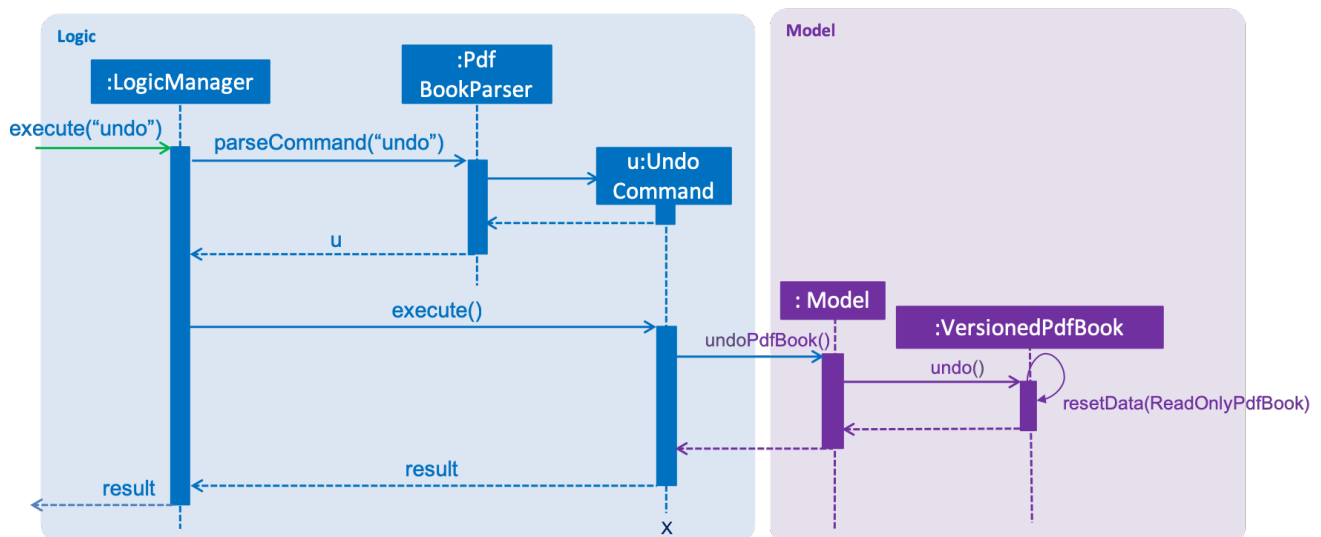 Logic
Model
:Pdf
BookParser
:LogicManager
execute(“undo”)
parseCommand(“undo”)
u:Undo
Command
u
: Model
execute()
:VersionedPdfBook
undoPdfBook()
undo()
resetData(ReadOnlyPdfBook)
result
result
X